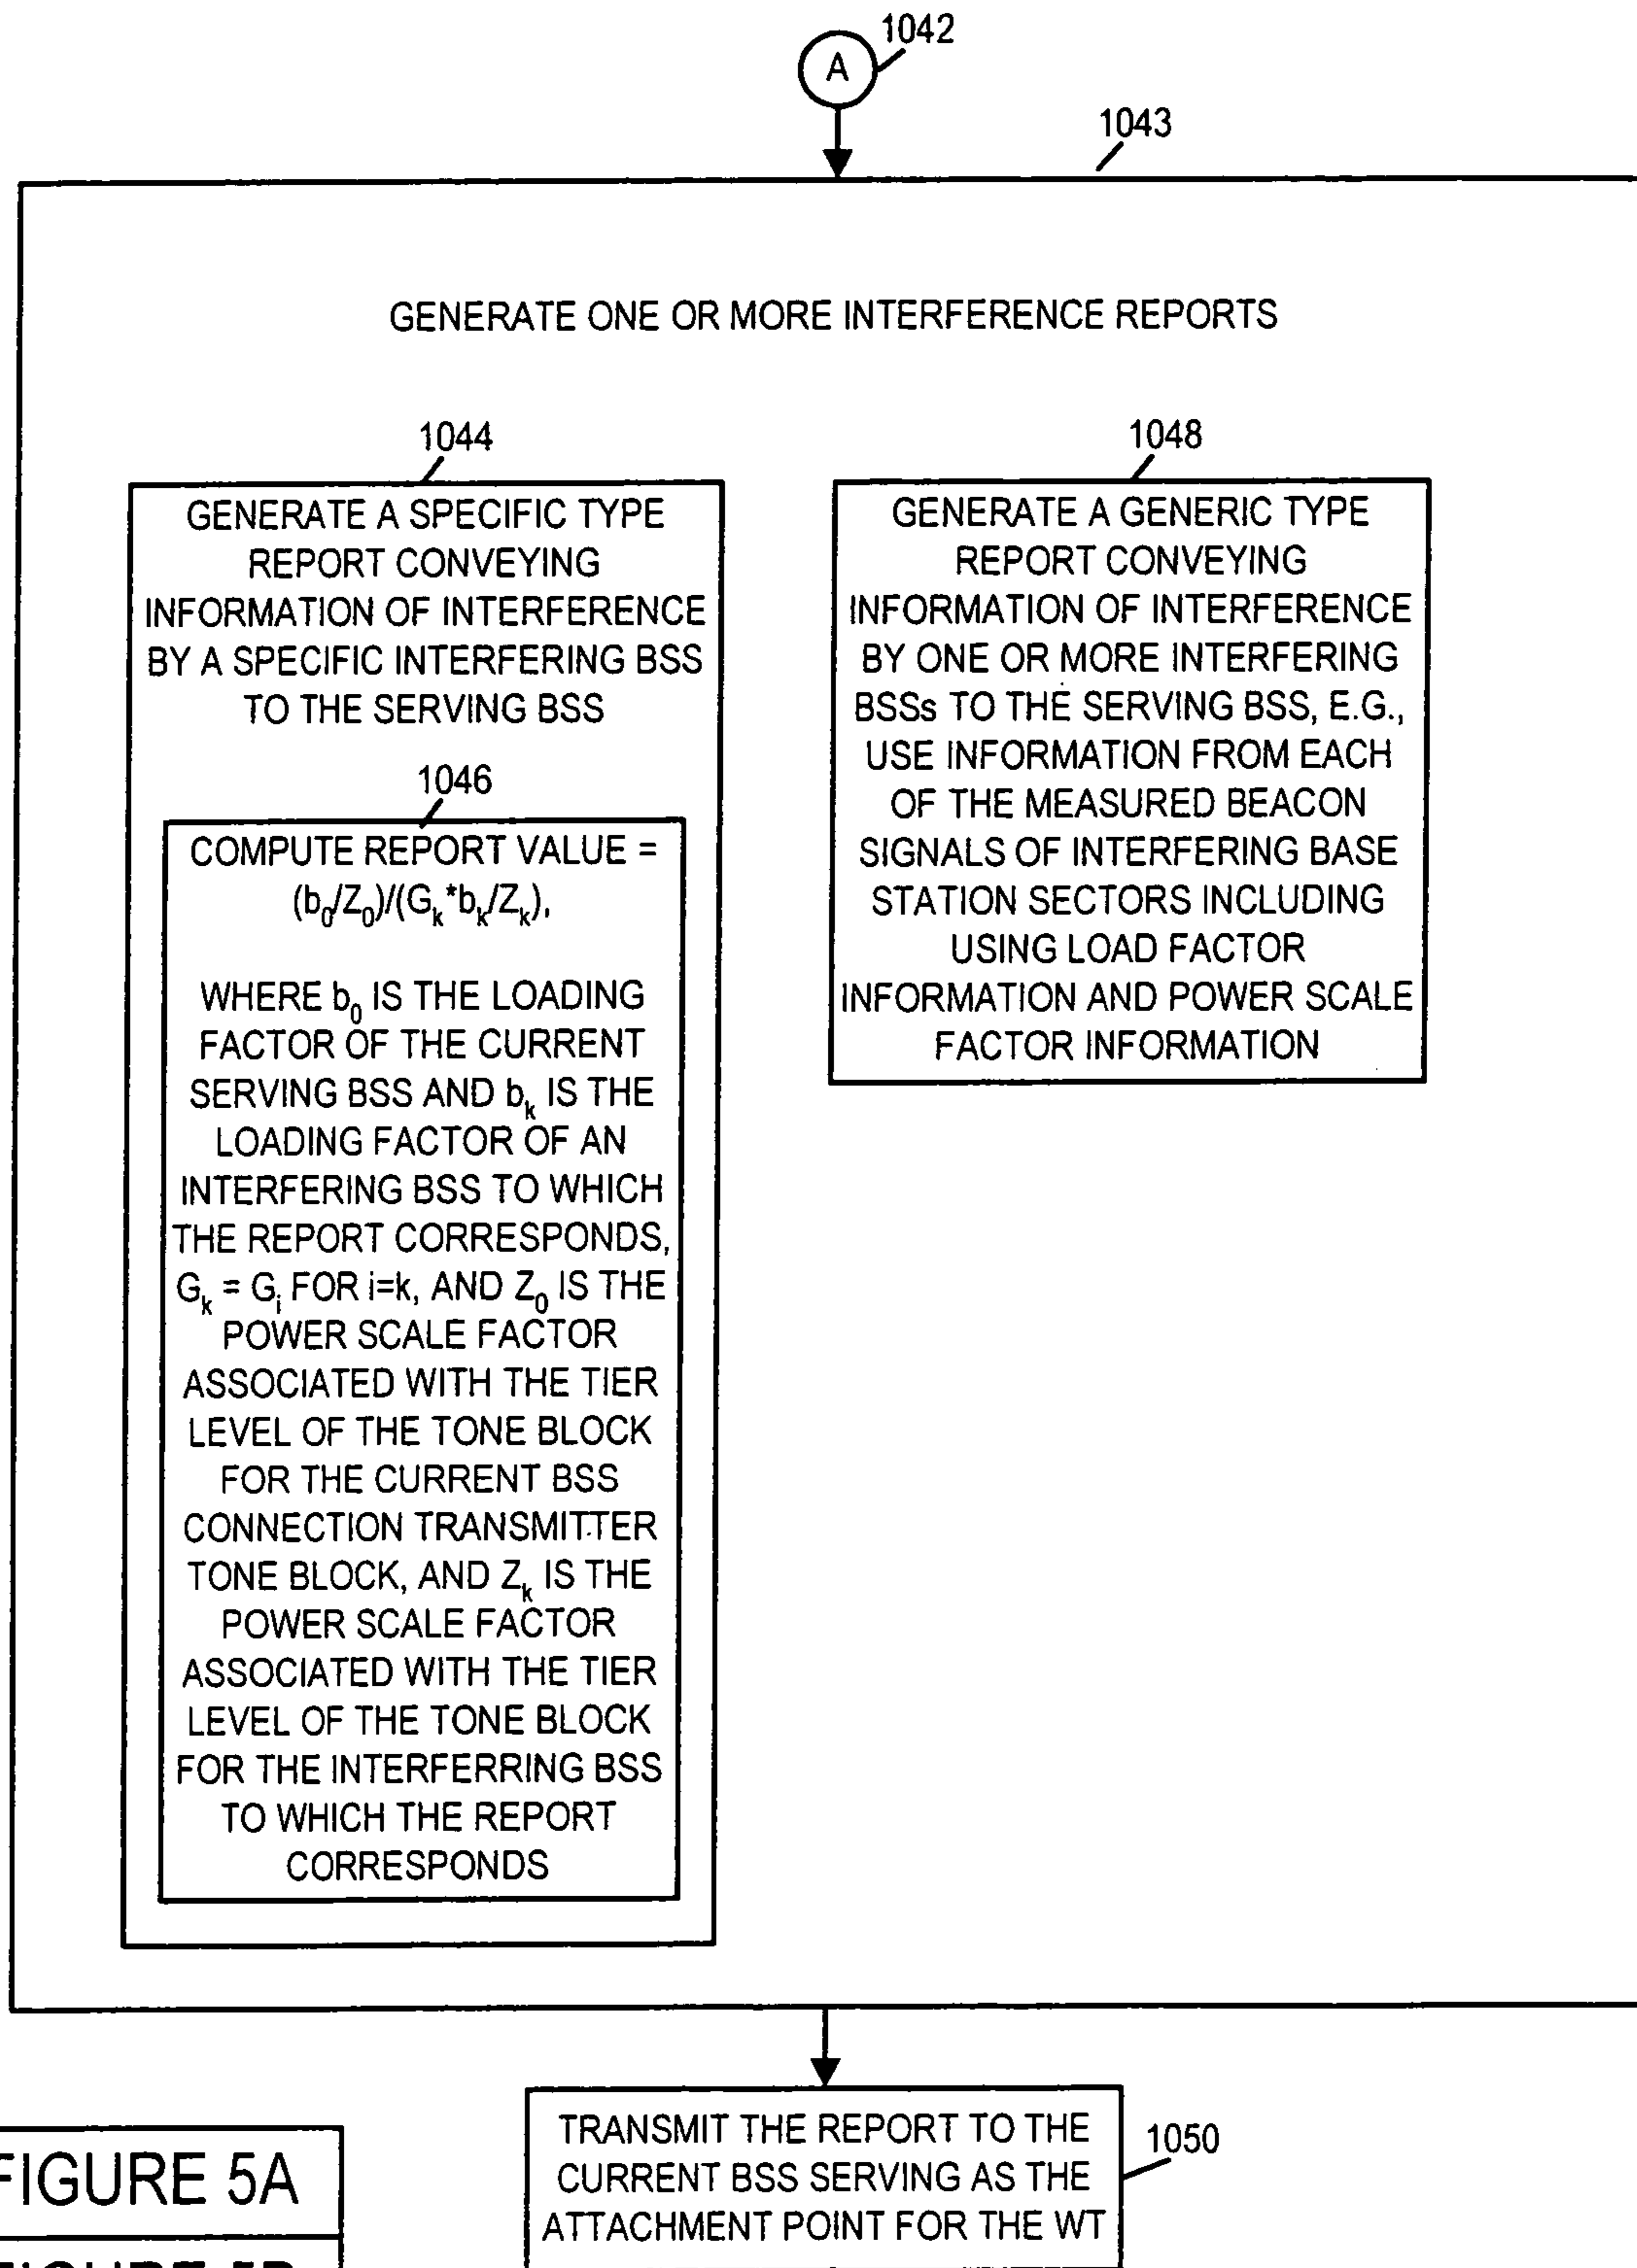 1042
A
1043
GENERATE ONE OR MORE INTERFERENCE REPORTS
1044
GENERATE A SPECIFIC TYPE
REPORT CONVEYING
INFORMATION OF INTERFERENCE
BY A SPECIFIC INTERFERING BSS
TO THE SERVING BSS
1046
COMPUTE REPORT VALUE =
(b₀/Z₀)/(Gₖ*bₖ/Zₖ),
WHERE b₀ IS THE LOADING
FACTOR OF THE CURRENT
SERVING BSS AND bₖ IS THE
LOADING FACTOR OF AN
INTERFERING BSS TO WHICH
THE REPORT CORRESPONDS,
Gₖ = Gᵢ FOR i=k, AND Z₀ IS THE
POWER SCALE FACTOR
ASSOCIATED WITH THE TIER
LEVEL OF THE TONE BLOCK
FOR THE CURRENT BSS
CONNECTION TRANSMITTER
TONE BLOCK, AND Zₖ IS THE
POWER SCALE FACTOR
ASSOCIATED WITH THE TIER
LEVEL OF THE TONE BLOCK
FOR THE INTERFERRING BSS
TO WHICH THE REPORT
CORRESPONDS
1048
GENERATE A GENERIC TYPE
REPORT CONVEYING
INFORMATION OF INTERFERENCE
BY ONE OR MORE INTERFERING
BSSs TO THE SERVING BSS, E.G.,
USE INFORMATION FROM EACH
OF THE MEASURED BEACON
SIGNALS OF INTERFERING BASE
STATION SECTORS INCLUDING
USING LOAD FACTOR
INFORMATION AND POWER SCALE
FACTOR INFORMATION
TRANSMIT THE REPORT TO THE
CURRENT BSS SERVING AS THE
ATTACHMENT POINT FOR THE WT
1050
FIGURE 5A